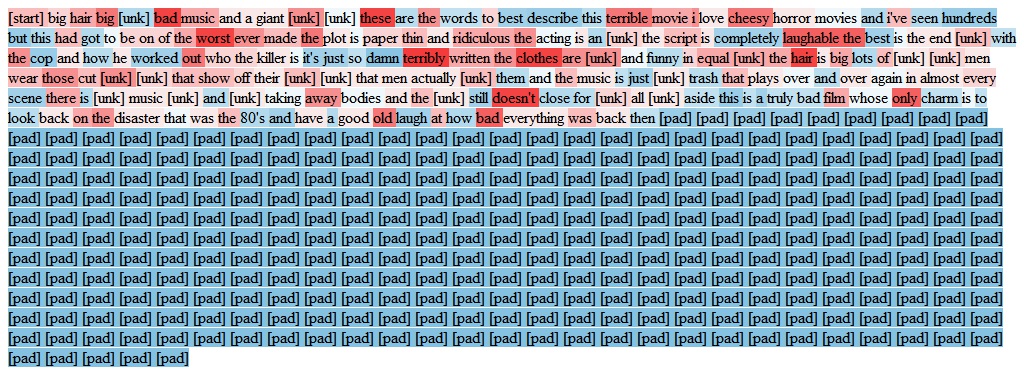 [start] big hair big [unk] bad music and a giant [unk] [unk] these are the words to best describe this terrible movie i love cheesy horror movies and i've seen hundreds
but this had got to be on of the worst ever made the plot is paper thin and ridiculous the acting is an [unk] the script is completely laughable the best is the end [unk] with
the cop and how he worked out who the killer is it's just so damn terribly written the clothes are [unk] and funny in equal [unk] the hair is big lots of [unk] [unk] men
wear those cut [unk] [unk] that show off their [unk] [unk] that men actually [unk] them and the music is just [unk] trash that plays over and over again in almost every
scene there is [unk] music [unk] and [unk] taking away bodies and the [unk] still doesn't close for [unk] all [unk] aside this is a truly bad film whose only charm is to
look back on the disaster that was the 80's and have a good old laugh at how bad everything was back then [pad] [pad] [pad] [pad] [pad] [pad] [pad] [pad] [pad]
[pad] [pad] [pad] [pad] [pad] [pad] [pad] [pad] [pad] [pad] [pad] [pad] [pad] [pad] [pad] [pad] [pad] [pad] [pad] [pad] [pad] [pad] [pad] [pad] [pad] [pad] [pad]
[pad] [pad] [pad] [pad] [pad] [pad] [pad] [pad] [pad] [pad] [pad] [pad] [pad] [pad] [pad] [pad] [pad] [pad] [pad] [pad] [pad] [pad] [pad] [pad] [pad] [pad] [pad]
[pad] [pad] [pad] [pad] [pad] [pad] [pad] [pad] [pad] [pad] [pad] [pad] [pad] [pad] [pad] [pad] [pad] [pad] [pad] [pad] [pad] [pad] [pad] [pad] [pad] [pad] [pad]
[pad] [pad] [pad] [pad] [pad] [pad] [pad] [pad] [pad] [pad] [pad] [pad] [pad] [pad] [pad] [pad] [pad] [pad] [pad] [pad] [pad] [pad] [pad] [pad] [pad] [pad] [pad]
[pad] [pad] [pad] [pad] [pad] [pad] [pad] [pad] [pad] [pad] [pad] [pad] [pad] [pad] [pad] [pad] [pad] [pad] [pad] [pad] [pad] [pad] [pad] [pad] [pad] [pad] [pad]
[pad] [pad] [pad] [pad] [pad] [pad] [pad] [pad] [pad] [pad] [pad] [pad] [pad] [pad] [pad] [pad] [pad] [pad] [pad] [pad] [pad] [pad] [pad] [pad] [pad] [pad] [pad]
[pad] [pad] [pad] [pad] [pad] [pad] [pad] [pad] [pad] [pad] [pad] [pad] [pad] [pad] [pad] [pad] [pad] [pad] [pad] [pad] [pad] [pad] [pad] [pad] [pad] [pad] [pad]
[pad] [pad] [pad] [pad] [pad] [pad] [pad] [pad] [pad] [pad] [pad] [pad] [pad] [pad] [pad] [pad] [pad] [pad] [pad] [pad] [pad] [pad] [pad] [pad] [pad] [pad] [pad]
[pad] [pad] [pad] [pad] [pad] [pad] [pad] [pad] [pad] [pad] [pad] [pad] [pad] [pad] [pad] [pad] [pad] [pad] [pad] [pad] [pad] [pad] [pad] [pad] [pad] [pad] [pad]
[pad] [pad] [pad] [pad] [pad] [pad] [pad] [pad] [pad] [pad] [pad] [pad] [pad] [pad] [pad] [pad] [pad] [pad] [pad] [pad] [pad] [pad] [pad] [pad] [pad] [pad] [pad]
[pad] [pad] [pad] [pad] [pad] [pad] [pad] [pad] [pad] [pad] [pad] [pad] [pad] [pad] [pad] [pad] [pad] [pad] [pad] [pad] [pad] [pad] [pad] [pad] [pad] [pad] [pad]
[pad] [pad] [pad] [pad] [pad]